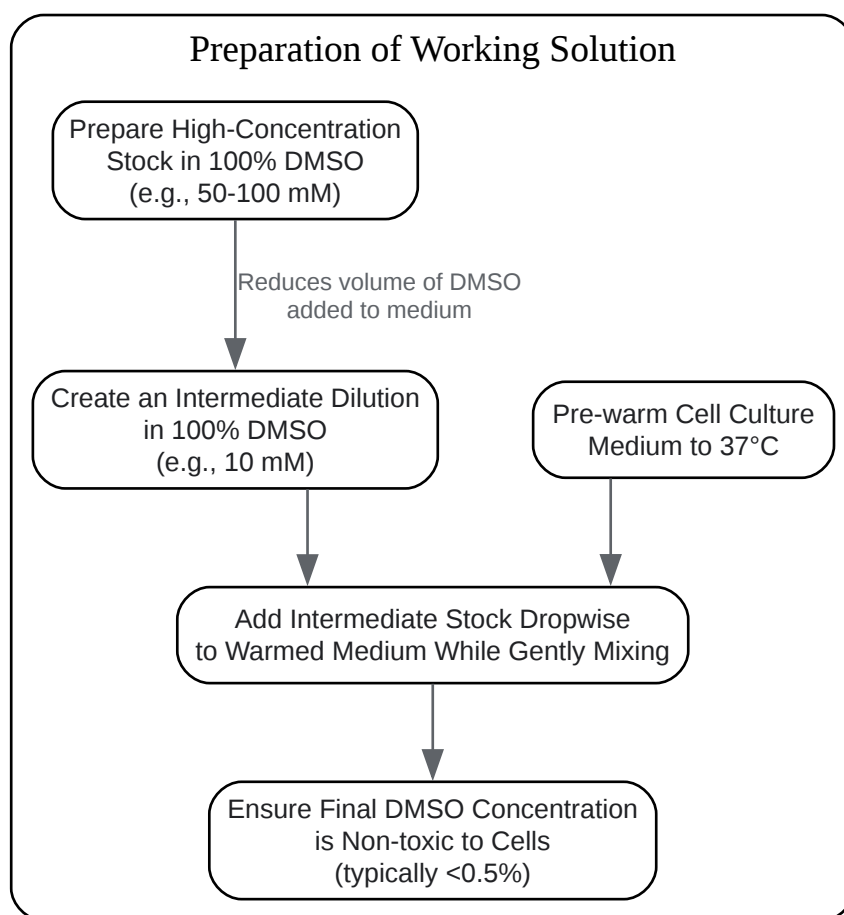 Preparation of Working Solution
Prepare High-Concentration
Stock in 100% DMSO
(e.g., 50-100 mM)
Reduces volume of DMSO
added to medium
Create an Intermediate Dilution
in 100% DMSO
(e.g., 10 mM)
Pre-warm Cell Culture
Medium to 37°C
Add Intermediate Stock Dropwise
to Warmed Medium While Gently Mixing
Ensure Final DMSO Concentration
is Non-toxic to Cells
(typically <0.5%)